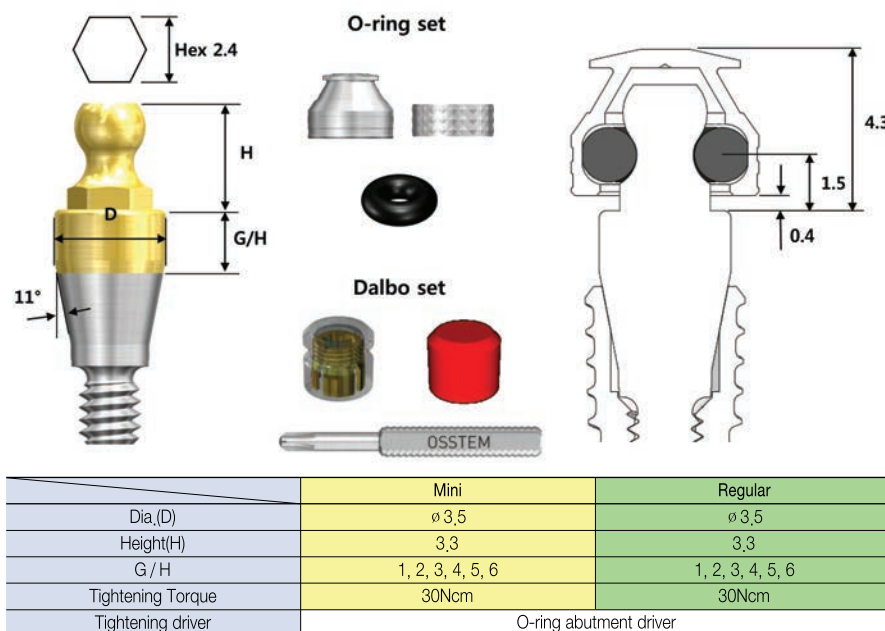 Hex 2.4
H
D
G/H
11°
O-ring set
Dalbo set
OSSTEM
4.3
1.5
0.4
Mini Regular
Dia.(D) ø 3.5 ø 3.5
Height(H) 3.3 3.3
G / H 1, 2, 3, 4, 5, 6 1, 2, 3, 4, 5, 6
Tightening Torque 30Ncm 30Ncm
Tightening driver O-ring abutment driver